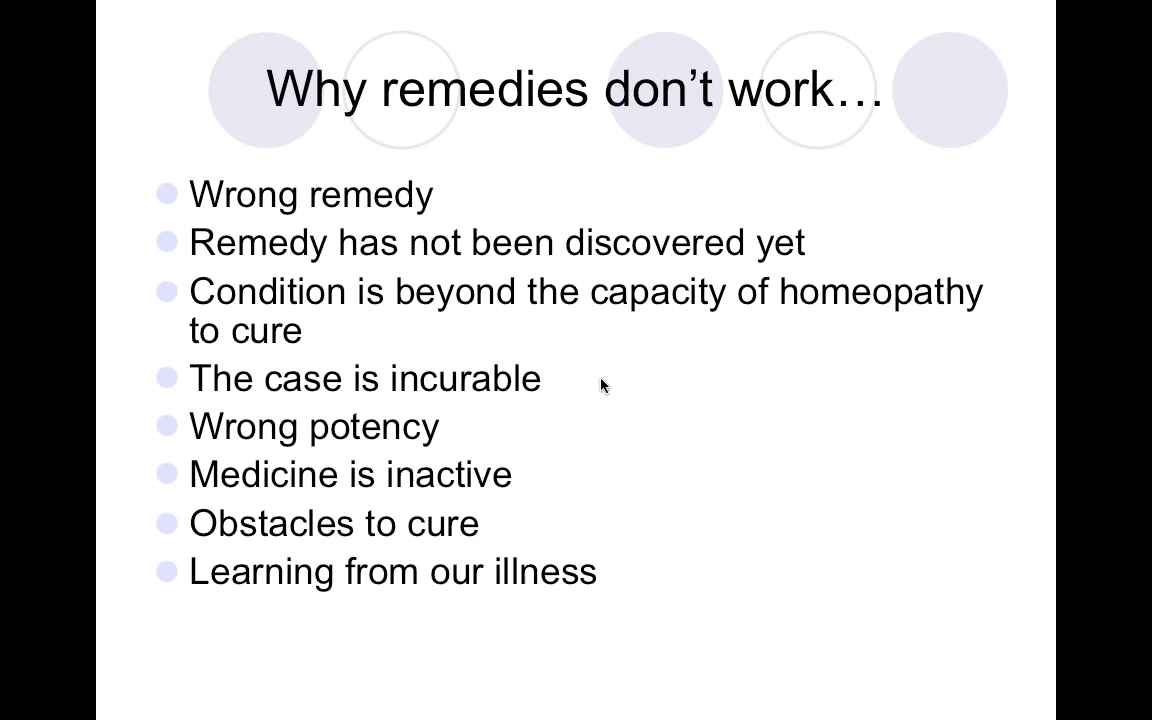 Why remedies don’t work…
Wrong remedy
Remedy has not been discovered yet
Condition is beyond the capacity of homeopathy
to cure
The case is incurable
Wrong potency
Medicine is inactive
Obstacles to cure
Learning from our illness